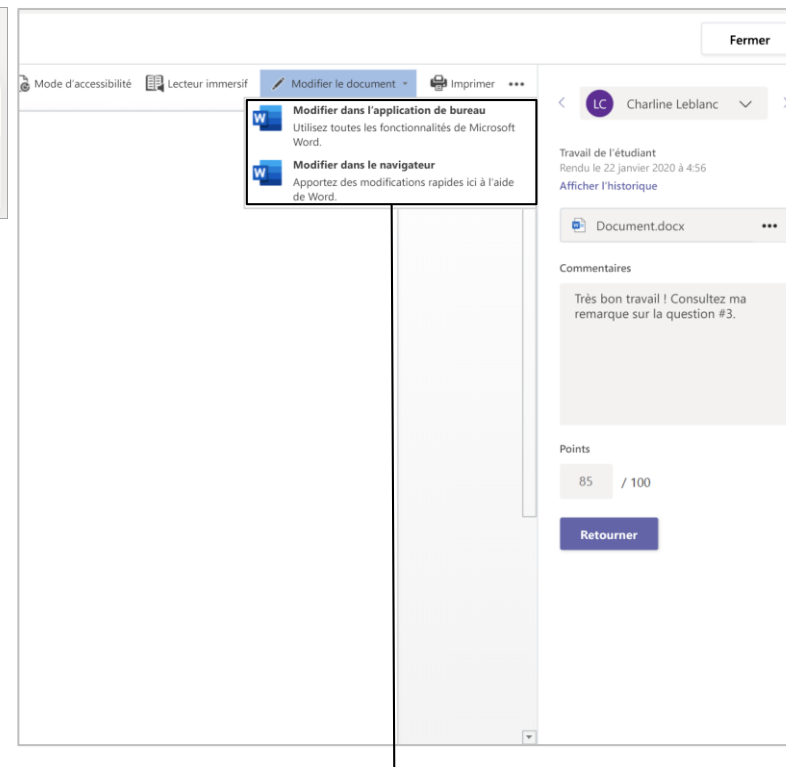 Fermer
Mode d'accessibilité Lecteur immersif Modifier le document Imprimer •••
Modifier dans l'application de bureau
Utilisez toutes les fonctionnalités de Microsoft
Word.
Modifier dans le navigateur
Apportez des modifications rapides ici à l'aide
de Word.
LC Charline Leblanc
Travail de l'étudiant
Rendu le 22 janvier 2020 à 4:56
Afficher l'historique
Document.docx •••
Commentaires
Très bon travail ! Consultez ma
remarque sur la question #3.
Points
85 / 100
Retourner